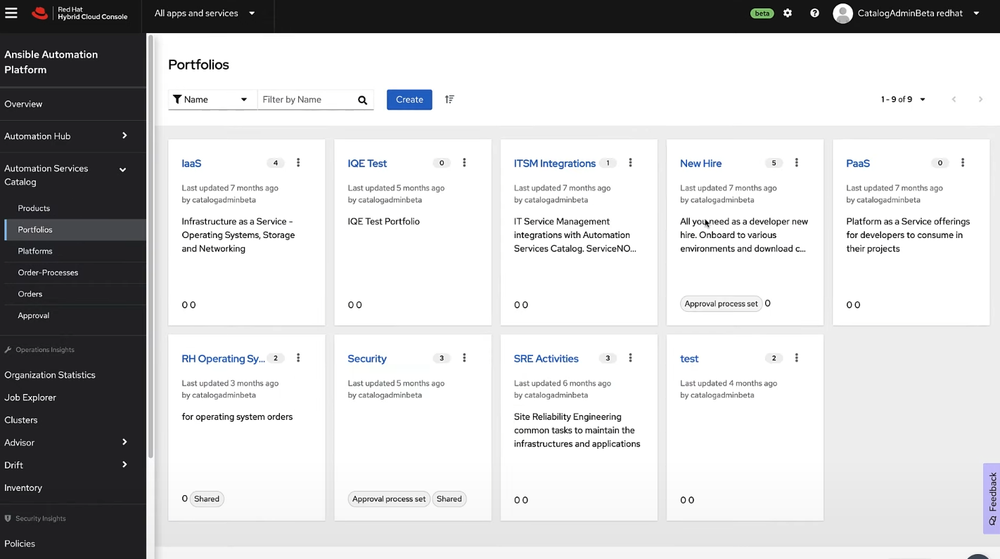 Red Hat
Hybrid Cloud Console
All apps and services
beta
CatalogAdminBeta redhat
Ansible Automation
Platform
Overview
Automation Hub
Automation Services
Catalog
Products
Portfolios
Platforms
Order-Processes
Orders
Approval
Operations Insights
Organization Statistics
Job Explorer
Clusters
Advisor
Drift
Inventory
Security Insights
Policies
Portfolios
Name
Filter by Name
Create
1 - 9 of 9
IaaS 4
Last updated 7 months ago
by catalogadminbeta
Infrastructure as a Service -
Operating Systems, Storage
and Networking
0 0
IQE Test 0
Last updated 5 months ago
by catalogadminbeta
IQE Test Portfolio
0 0
ITSM Integrations 1
Last updated 7 months ago
by catalogadminbeta
IT Service Management
integrations with Automation
Services Catalog. ServiceNO...
0 0
New Hire 5
Last updated 7 months ago
by catalogadminbeta
All you need as a developer new
hire. Onboard to various
environments and download c...
Approval process set 0
PaaS 0
Last updated 7 months ago
by catalogadminbeta
Platform as a Service offerings
for developers to consume in
their projects
0 0
RH Operating Sy... 2
Last updated 3 months ago
by catalogadminbeta
for operating system orders
0 Shared
Security 3
Last updated 5 months ago
by catalogadminbeta
Approval process set Shared
SRE Activities 3
Last updated 6 months ago
by catalogadminbeta
Site Reliability Engineering
common tasks to maintain the
infrastructures and applications
0 0
test 2
Last updated 4 months ago
by catalogadminbeta
0 0
Feedback